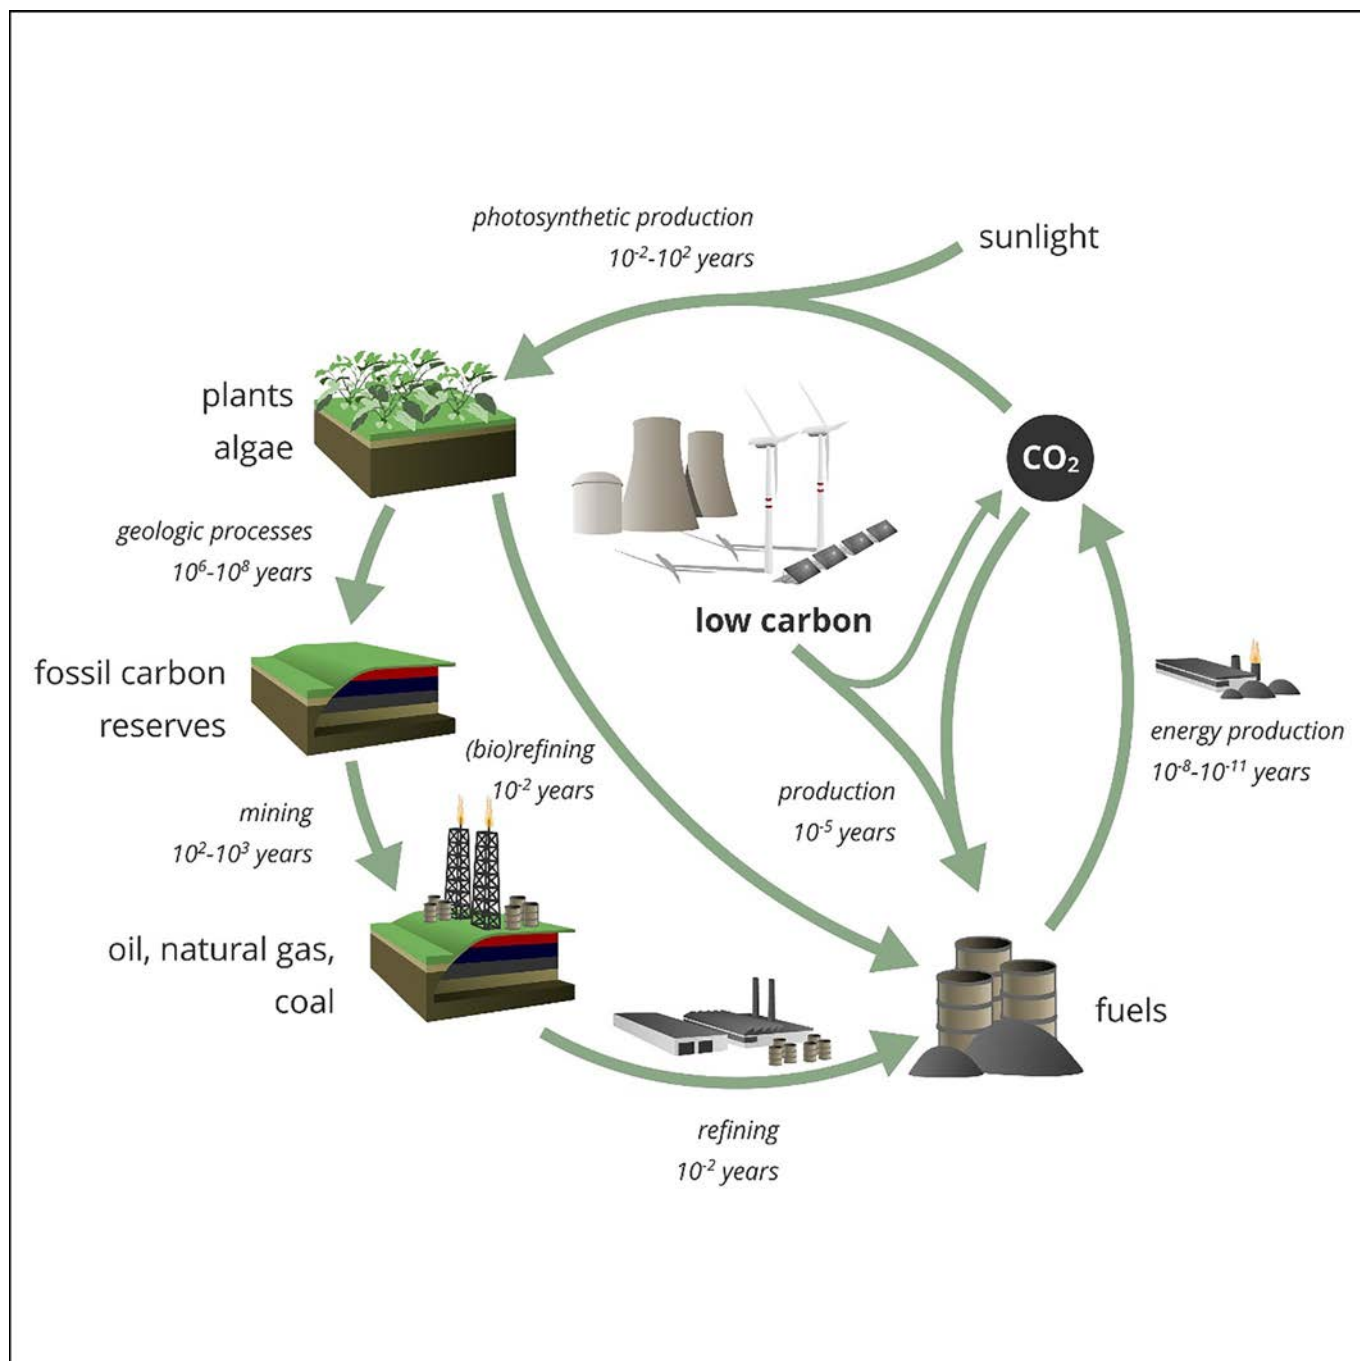 photosynthetic production
10⁻²-10² years
sunlight
plants
algae
CO₂
geologic processes
10⁶-10⁸ years
low carbon
fossil carbon
reserves
(bio)refining
10⁻² years
energy production
10⁻⁸-10⁻¹¹ years
production
10⁻⁵ years
mining
10²-10³ years
oil, natural gas,
coal
fuels
refining
10⁻² years